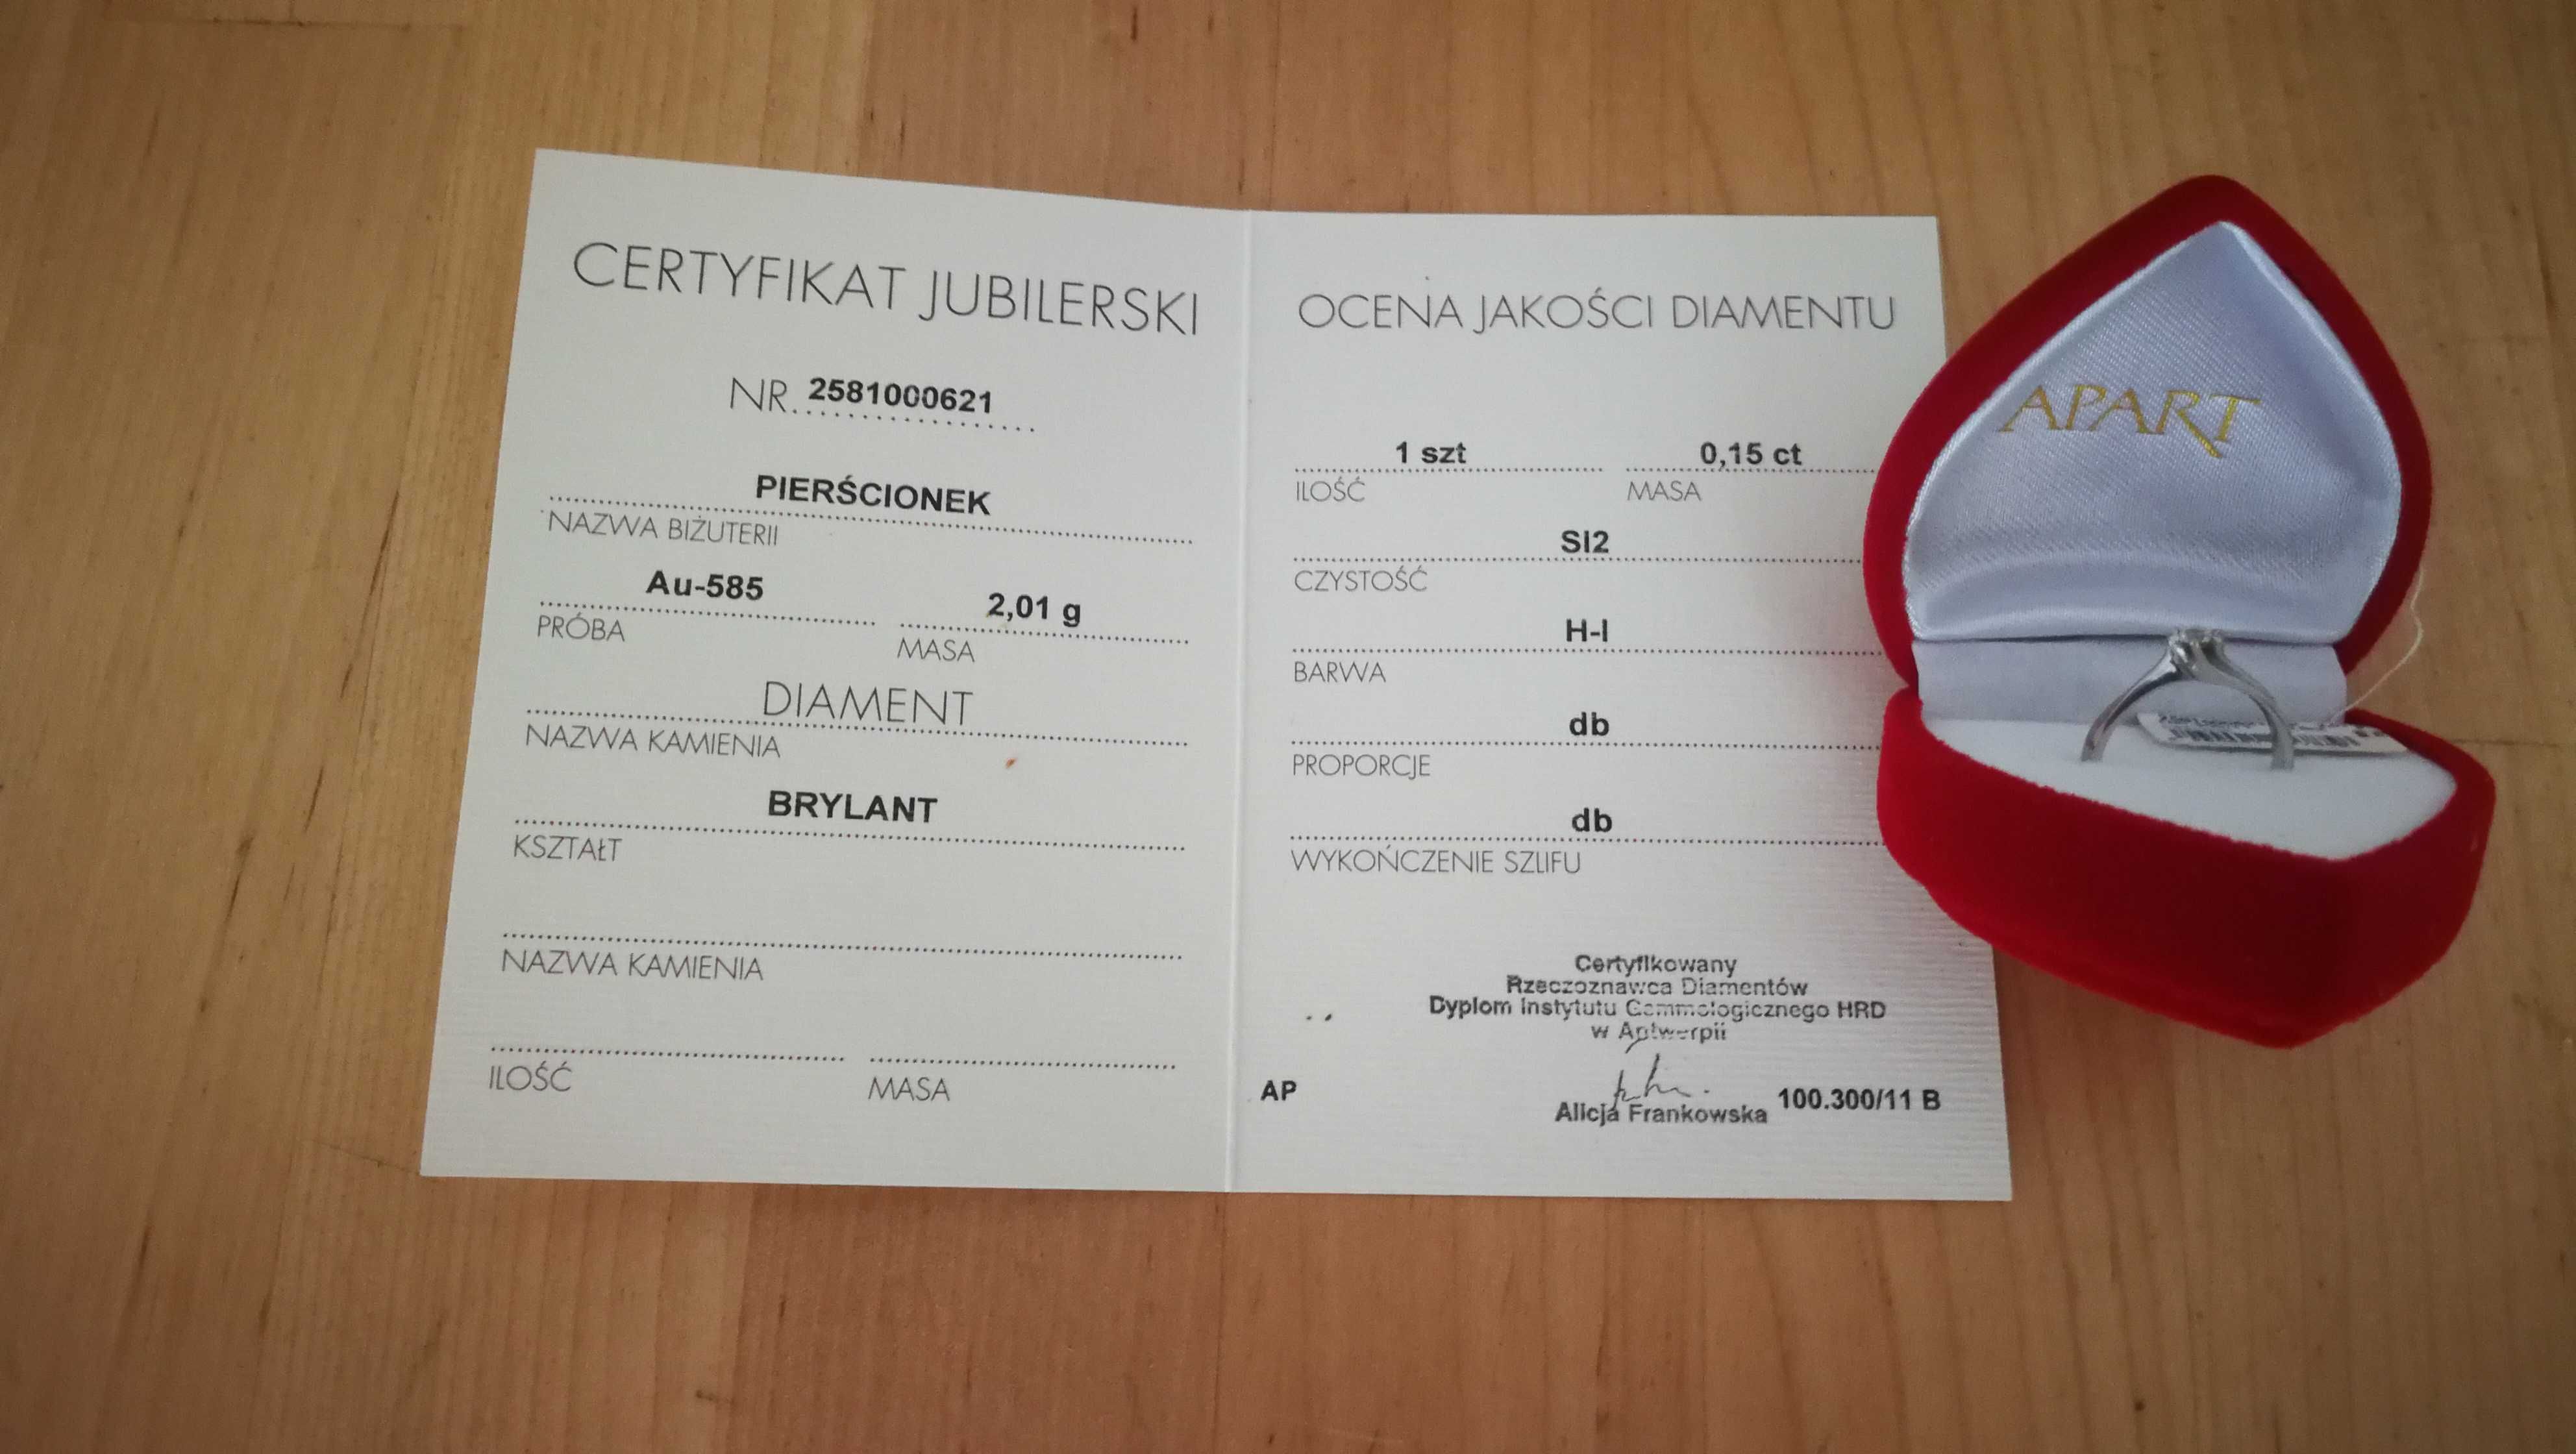 CERTYFIKAT JUBILERSKI
NR. 2581000621
PIERŚCIONEK
NAZWA BIŻUTERII
Au-585 2,01 g
PRÓBA MASA
DIAMENT
NAZWA KAMIENIA
BRYLANT
KSZTAŁT
NAZWA KAMIENIA
ILOŚĆ MASA
OCENA JAKOŚCI DIAMENTU
1 szt 0,15 ct
ILOŚĆ MASA
SI2
CZYSTOŚĆ
H-I
BARWA
db
PROPORCJE
db
WYKOŃCZENIE SZLIFU
Certyfikowany
Rzeczoznawca Diamentów
Dyplom Instytutu Gemmologicznego HRD
w Antwerpii
AP Alicja Frankowska 100.300/11 B
APART